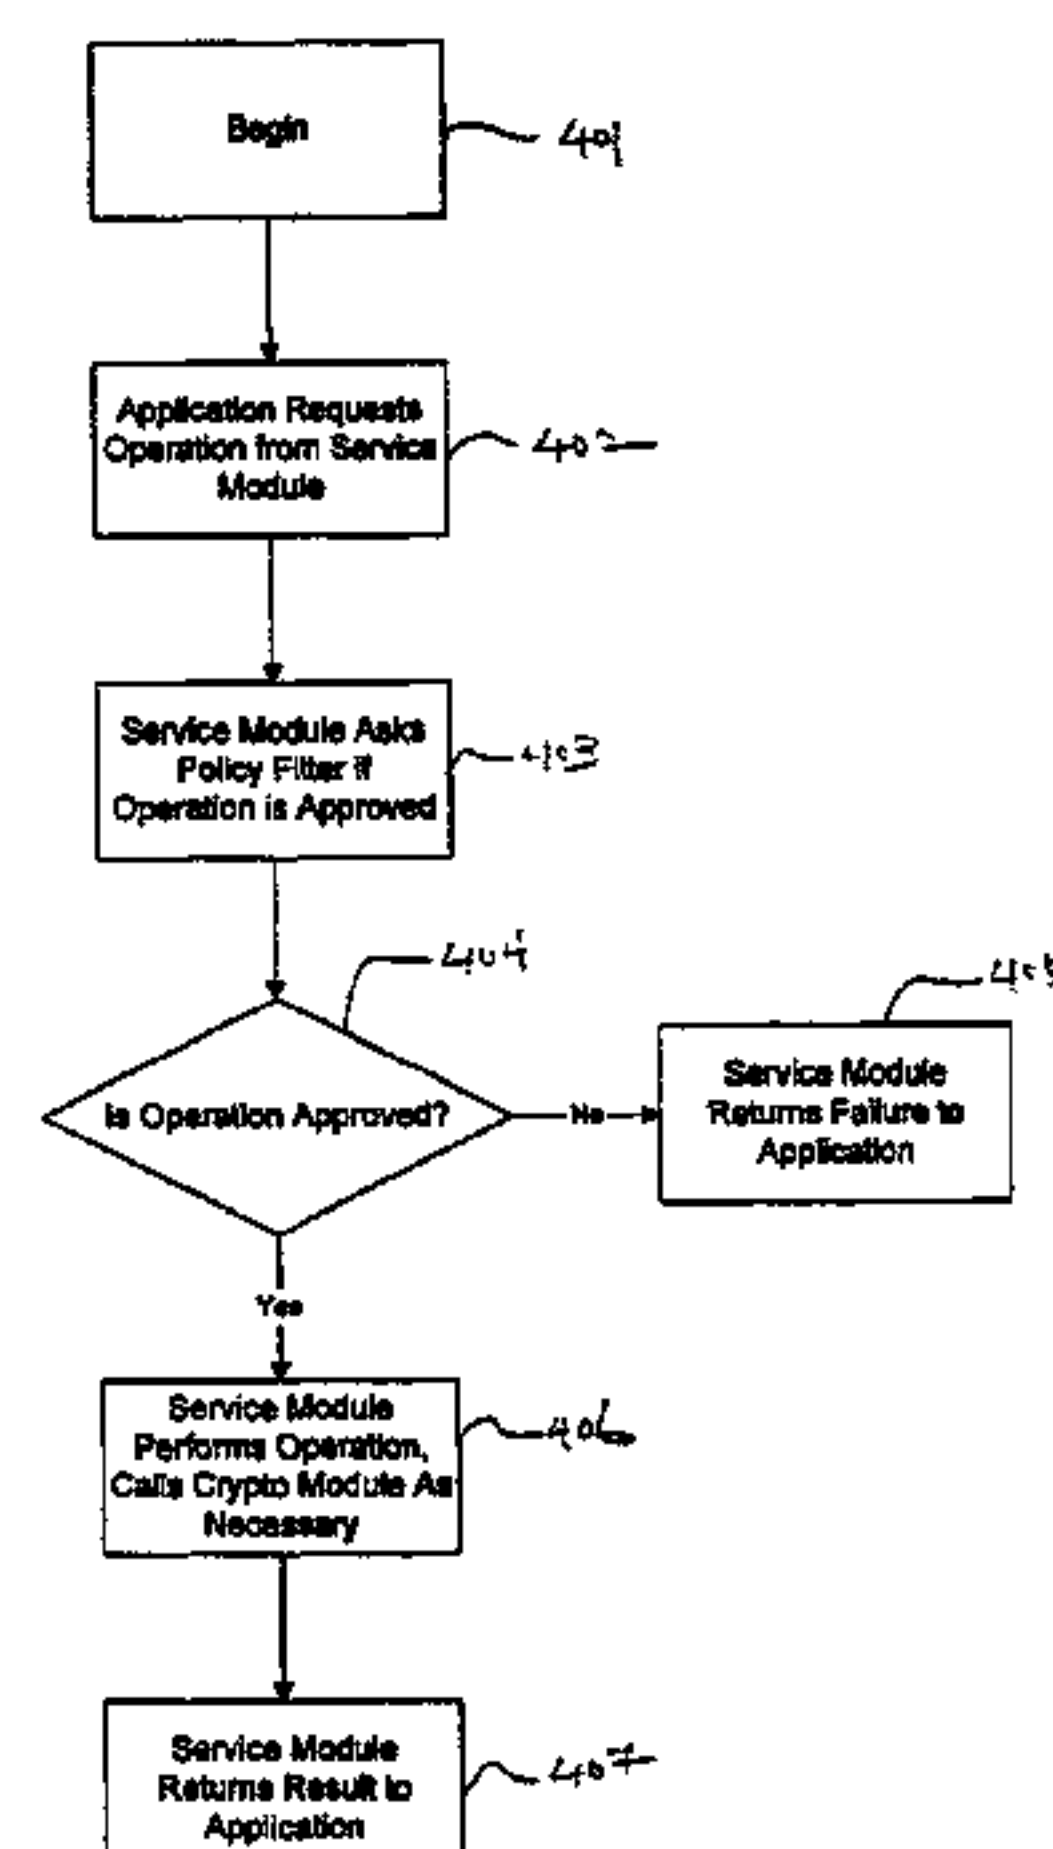 Begin
401
Application Requests
Operation from Service
Module
402
Service Module Asks
Policy Filter if
Operation is Approved
403
404
Is Operation Approved?
No
Service Module
Returns Failure to
Application
Yes
Service Module
Performs Operation,
Calls Crypto Module As
Necessary
406
Service Module
Returns Result to
Application
407